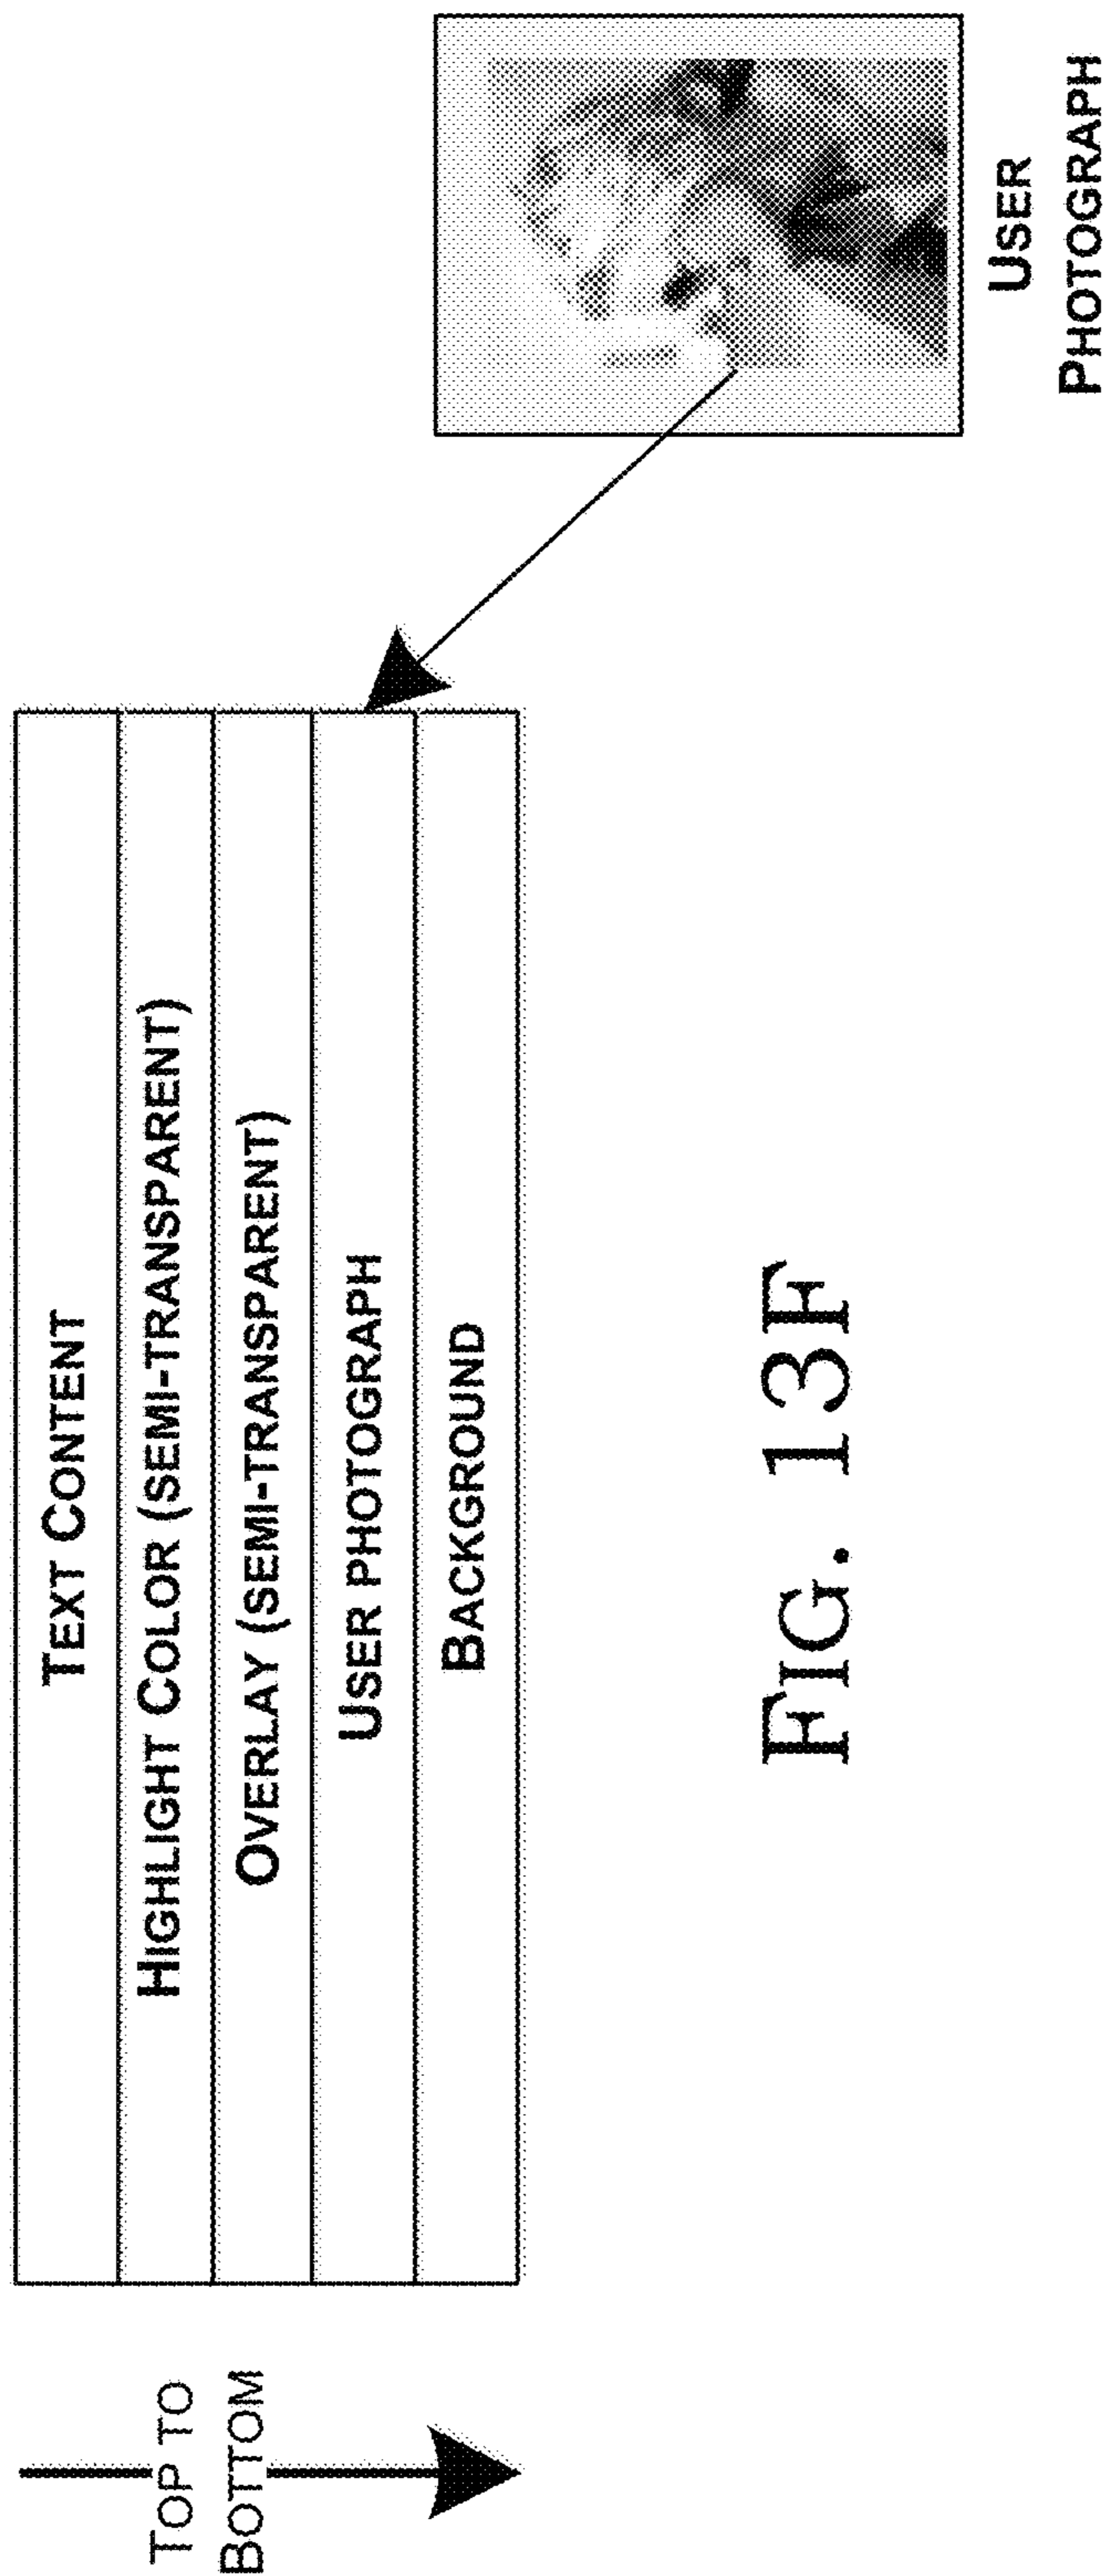 TOP TO
BOTTOM
TEXT CONTENT
HIGHLIGHT COLOR (SEMI-TRANSPARENT)
OVERLAY (SEMI-TRANSPARENT)
USER PHOTOGRAPH
BACKGROUND
USER
PHOTOGRAPH
FIG. 13F